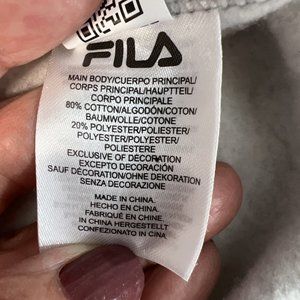 FILA
MAIN BODY/CUERPO PRINCIPAL/
CORPS PRINCIPAL/HAUPTTEIL/
CORPO PRINCIPALE
80% COTTON/ALGODÓN/COTON/
BAUMWOLLE/COTONE
20% POLYESTER/POLIESTER/
POLYESTER/POLYESTER/
POLIESTERE
EXCLUSIVE OF DECORATION
EXCEPTO DECORACIÓN
SAUF DÉCORATION/OHNE DEKORATION
SENZA DECORAZIONE
MADE IN CHINA.
HECHO EN CHINA.
FABRIQUÉ EN CHINE.
IN CHINA HERGESTELLT
CONFEZIONATO IN CINA